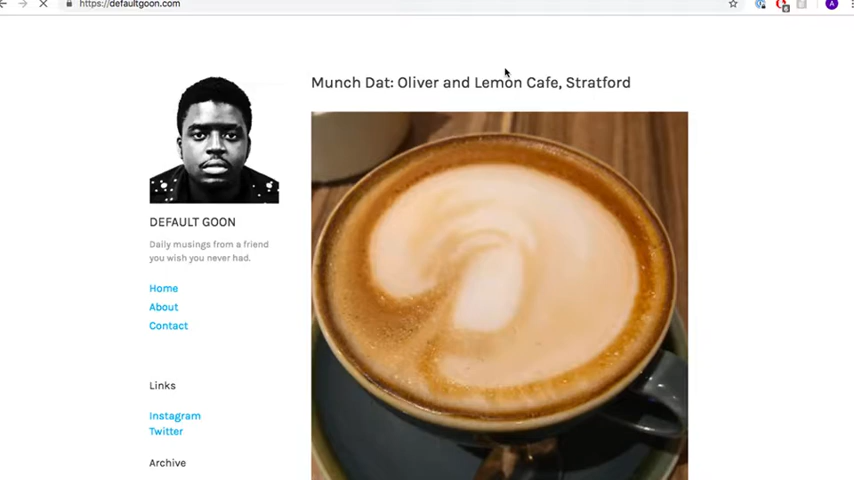 https://defaultgoon.com
A
Munch Dat: Oliver and Lemon Cafe, Stratford
DEFAULT GOON
Daily musings from a friend
you wish you never had.
Home
About
Contact
Links
Instagram
Twitter
Archive